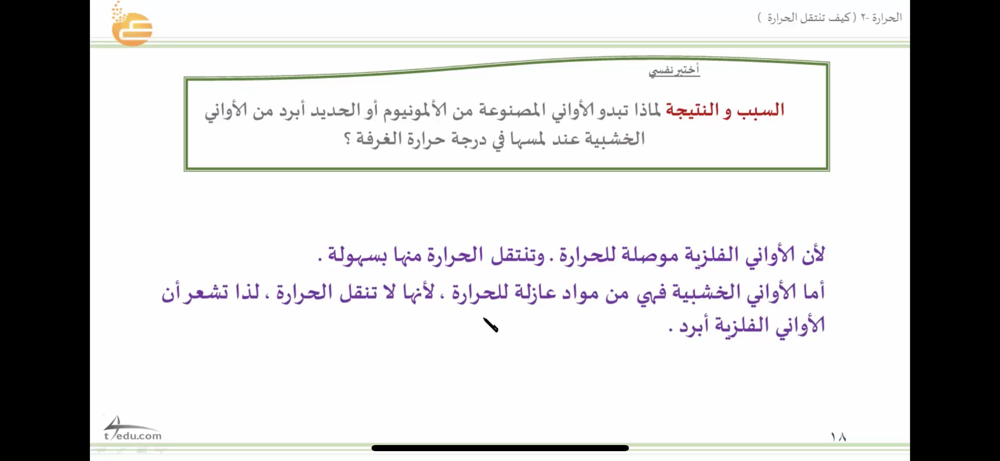 الحرارة -٢ (كيف تنتقل الحرارة )
أختبر نفسي
السبب و النتيجة لماذا تبدو الأواني المصنوعة من الألمونيوم أو الحديد أبرد من الأواني
الخشبية عند لمسها في درجة حرارة الغرفة ؟
لأن الأواني الفلزية موصلة للحرارة . وتنتقل الحرارة منها بسهولة .
أما الأواني الخشبية فهي من مواد عازلة للحرارة ، لأنها لا تنقل الحرارة ، لذا تشعر أن
الأواني الفلزية أبرد .
t4edu.com
١٨